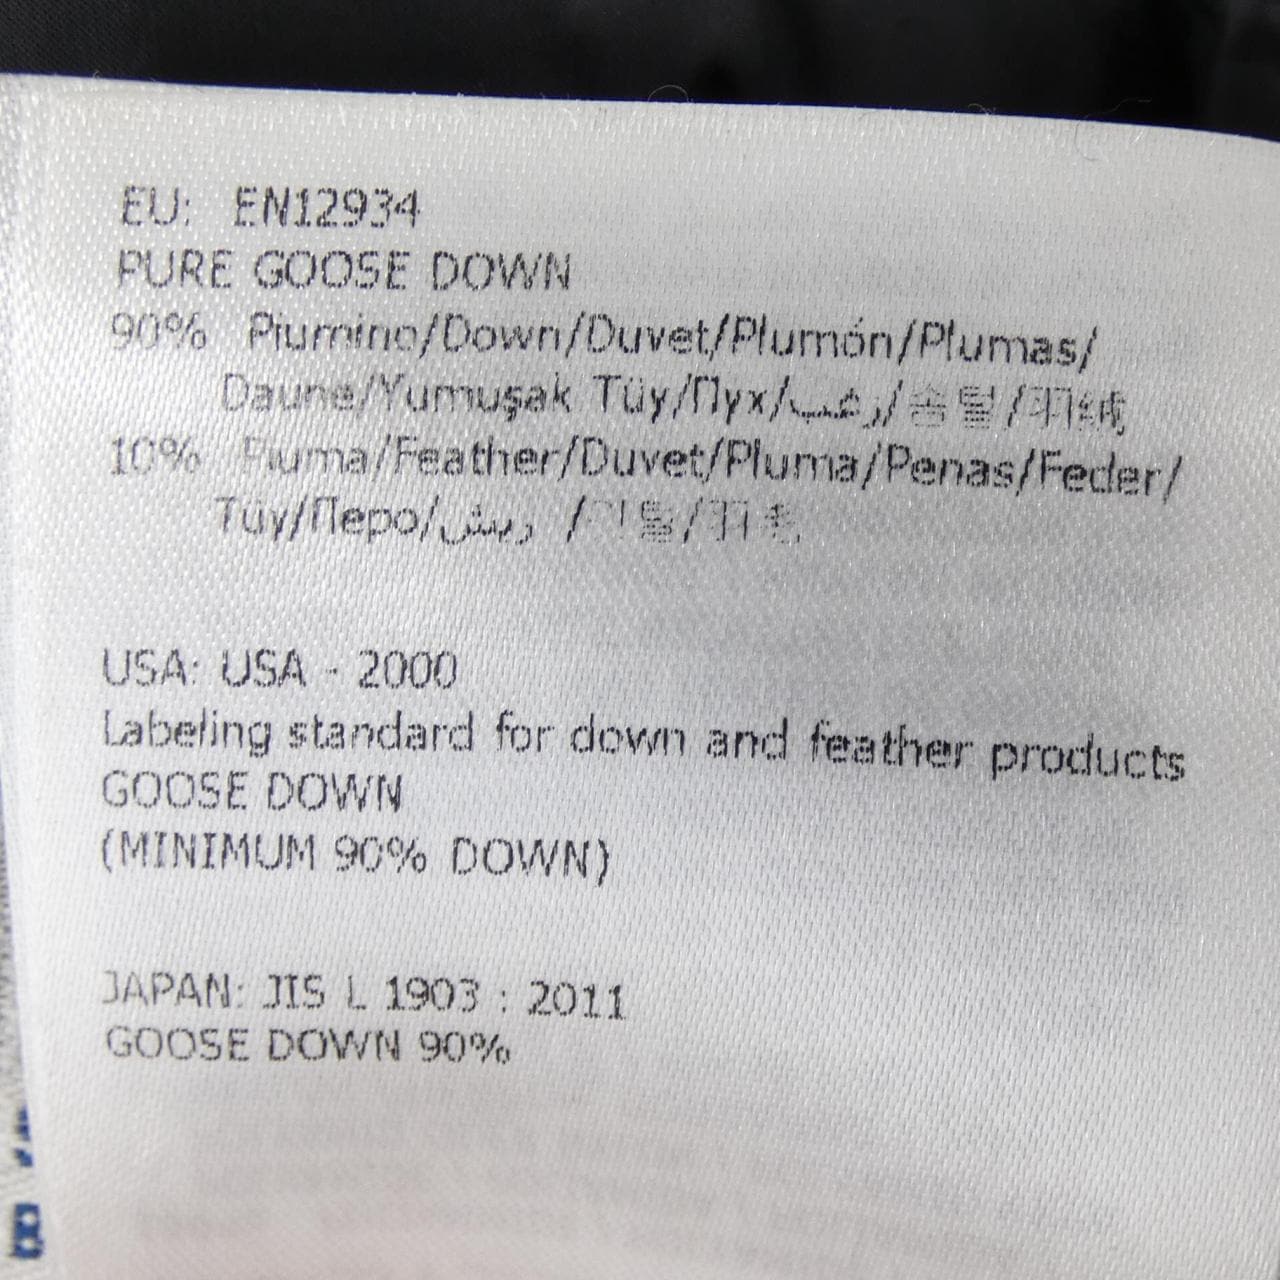 EU: EN12934
PURE GOOSE DOWN
90% Piumino/Down/Duvet/Plumón/Plumas/
Daune/Yumuşak Tüy/Пух/زغب/솜털/羽绒
10% Piuma/Feather/Duvet/Pluma/Penas/Feder/
Tüy/Перо/ريش /깃털/羽毛
USA: USA - 2000
Labeling standard for down and feather products
GOOSE DOWN
(MINIMUM 90% DOWN)
JAPAN: JIS L 1903 : 2011
GOOSE DOWN 90%